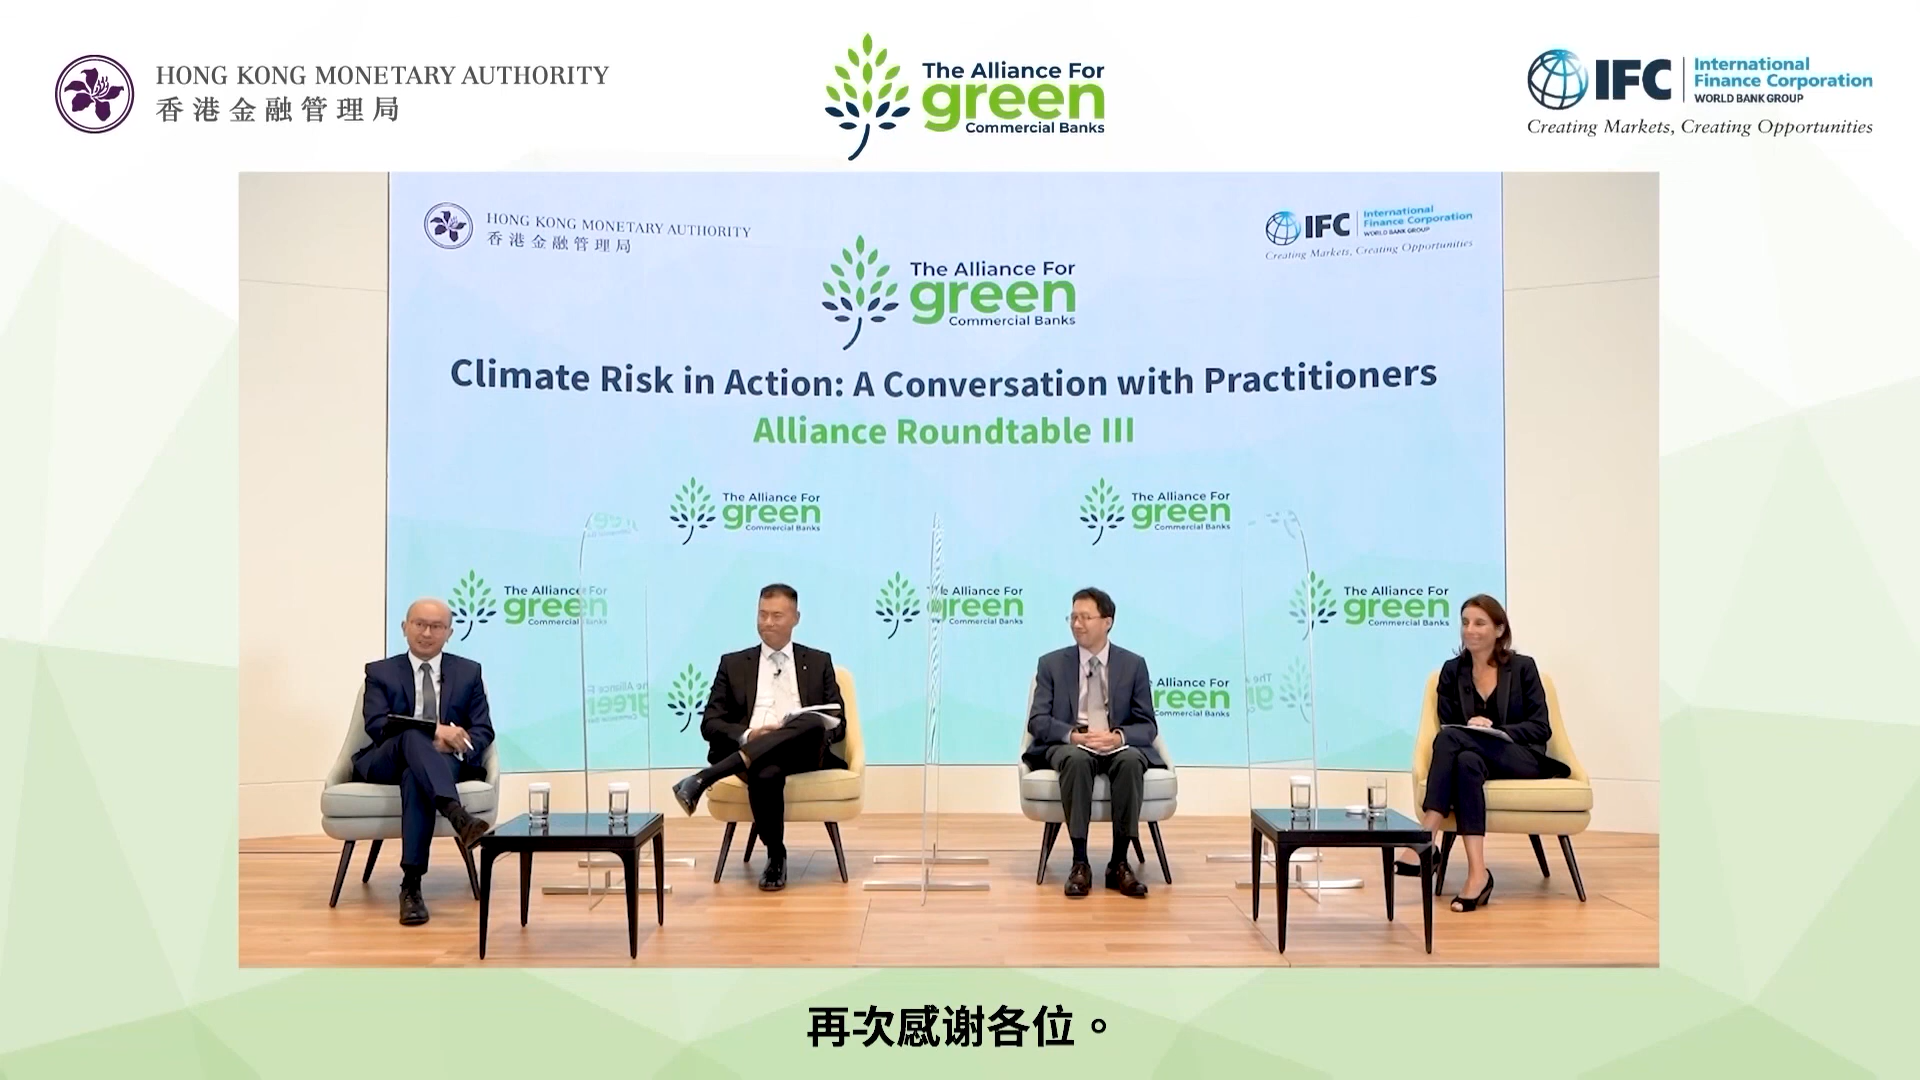 HONG KONG MONETARY AUTHORITY
香港金融管理局
The Alliance For
green
Commercial Banks
IFC
International
Finance Corporation
WORLD BANK GROUP
Creating Markets, Creating Opportunities
HONG KONG MONETARY AUTHORITY
香港金融管理局
IFC
International
Finance Corporation
WORLD BANK GROUP
Creating Markets, Creating Opportunities
The Alliance For
green
Commercial Banks
Climate Risk in Action: A Conversation with Practitioners
Alliance Roundtable III
The Alliance For
green
Commercial Banks
The Alliance For
green
Commercial Banks
The Alliance For
green
Commercial Banks
The Alliance For
green
Commercial Banks
The Alliance For
green
Commercial Banks
Alliance For
reen
Commercial Banks
再次感谢各位。